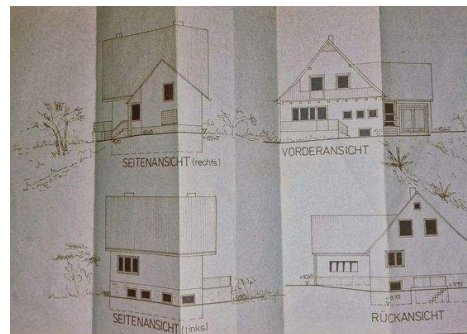 SEITENANSICHT (rechts)
VORDERANSICHT
SEITENANSICHT (links)
RÜCKANSICHT